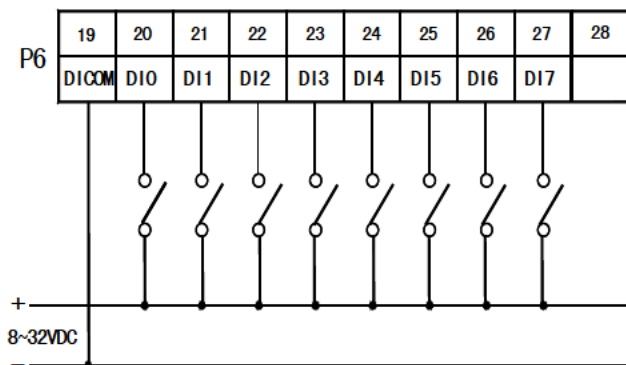 19 20 21 22 23 24 25 26 27 28
P6
DICOM DI0 DI1 DI2 DI3 DI4 DI5 DI6 DI7
+
8~32VDC
-